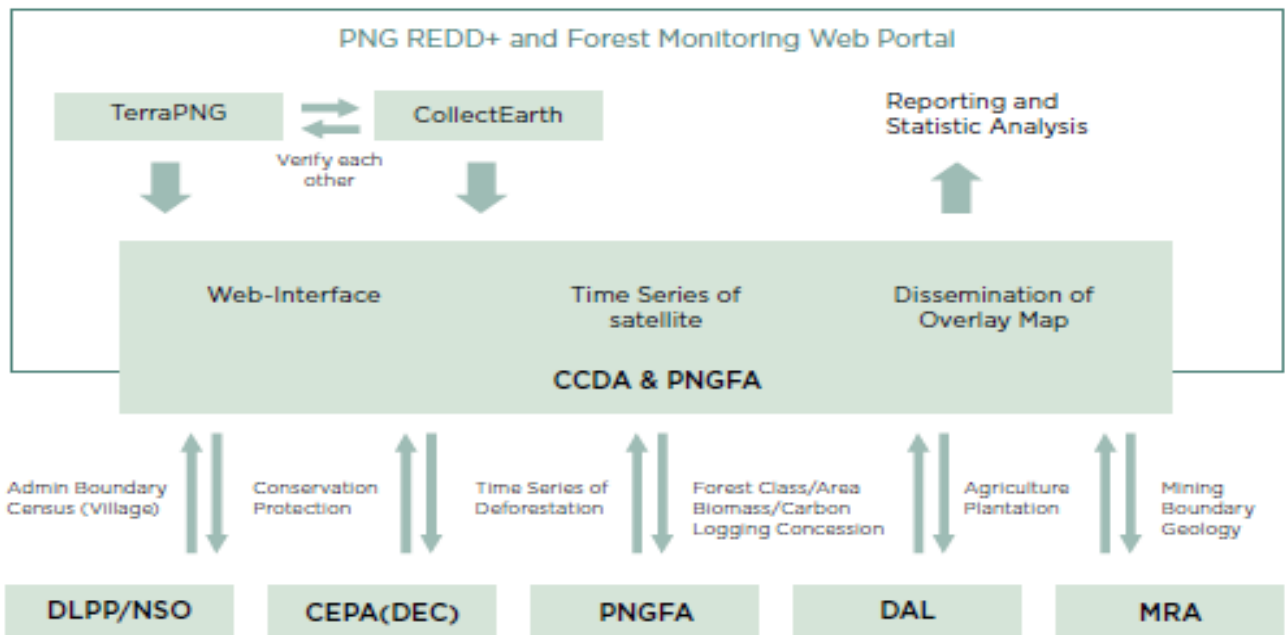 PNG REDD+ and Forest Monitoring Web Portal
TerraPNG
CollectEarth
Verify each
other
Reporting and
Statistic Analysis
Web-Interface
Time Series of
satellite
Dissemination of
Overlay Map
CCDA & PNGFA
Admin Boundary
Census (Village)
Conservation
Protection
Time Series of
Deforestation
Forest Class/Area
Biomass/Carbon
Logging Concession
Agriculture
Plantation
Mining
Boundary
Geology
DLPP/NSO
CEPA(DEC)
PNGFA
DAL
MRA